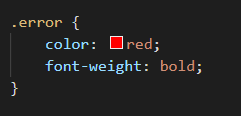 .error {
    color: red;
    font-weight: bold;
}